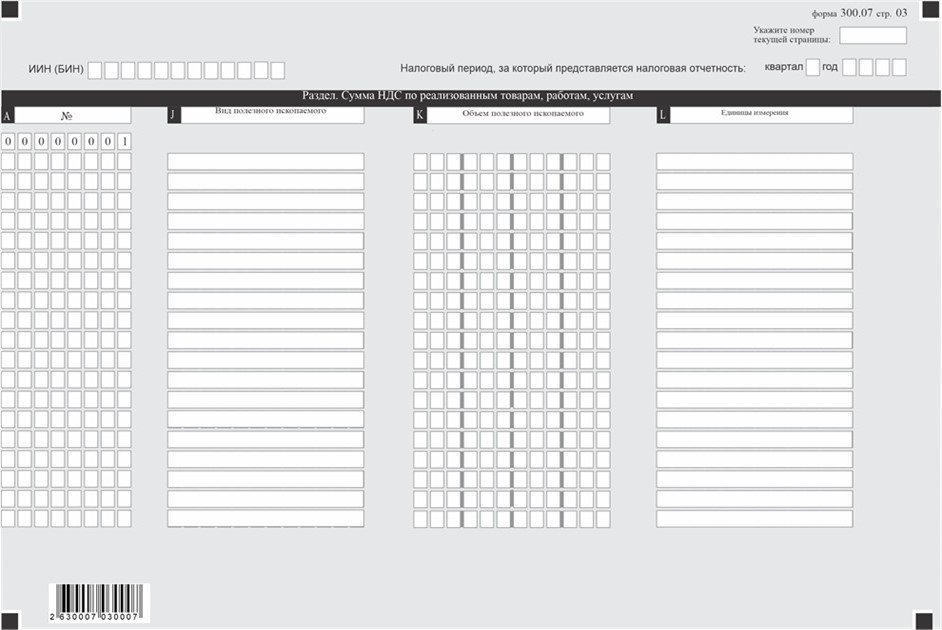 форма 300.07 стр. 03
Укажите номер
текущей страницы:
ИИН (БИН)
Налоговый период, за который представляется налоговая отчетность: квартал год
Раздел. Сумма НДС по реализованным товарам, работам, услугам
A № J Вид полезного ископаемого K Объем полезного ископаемого L Единицы измерения
0 0 0 0 0 0 0 1
2 630007 030007